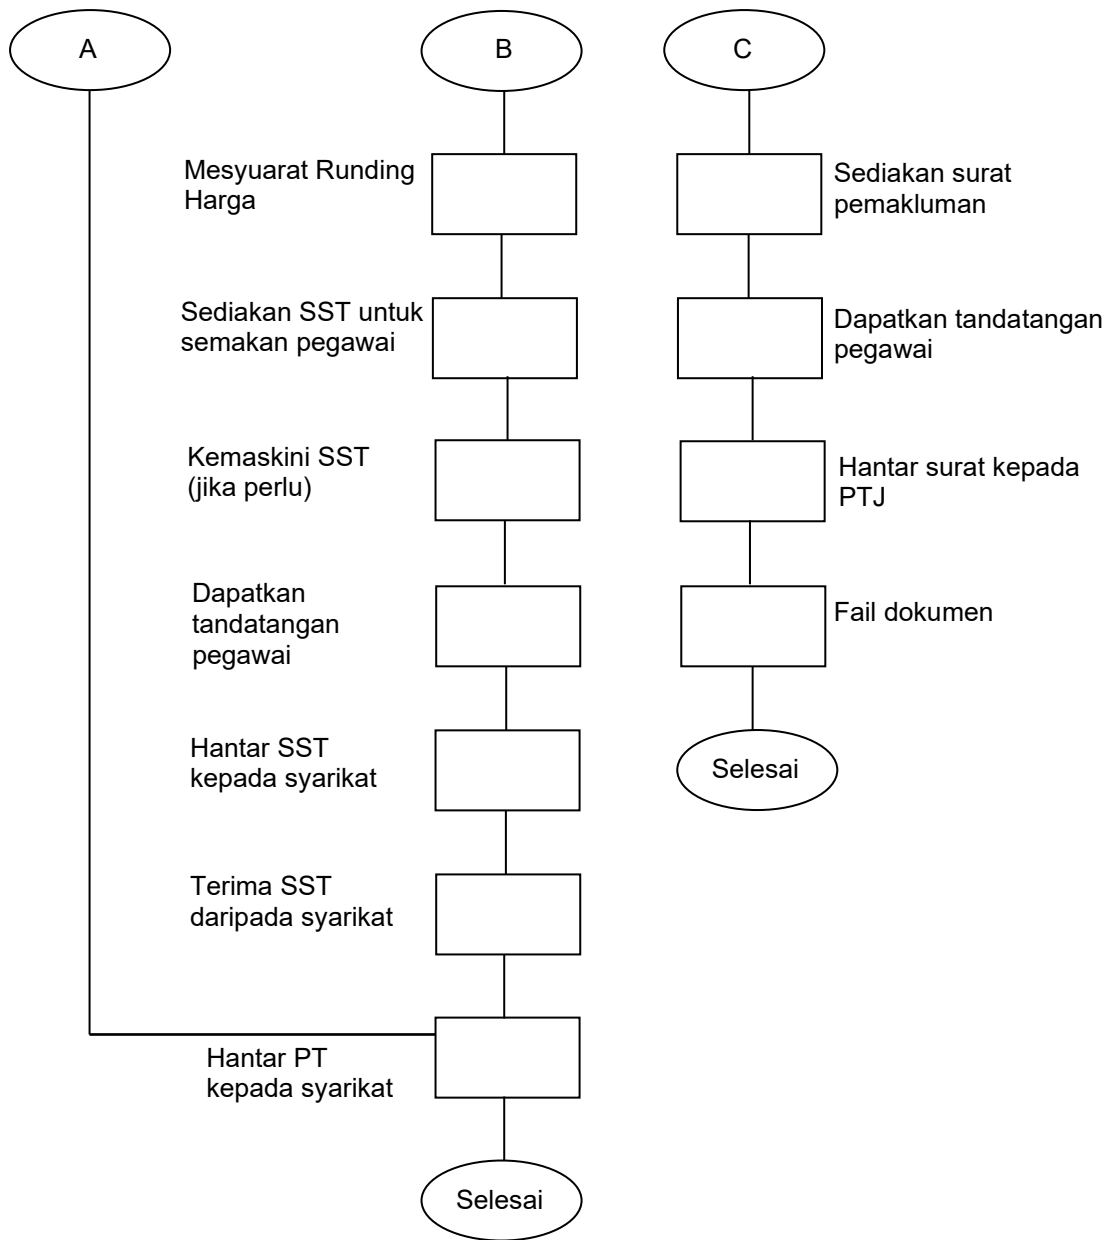 A
B
C
Mesyuarat Runding
Harga
Sediakan SST untuk
semakan pegawai
Kemaskini SST
(jika perlu)
Dapatkan
tandatangan
pegawai
Hantar SST
kepada syarikat
Terima SST
daripada syarikat
Hantar PT
kepada syarikat
Selesai
Sediakan surat
pemakluman
Dapatkan tandatangan
pegawai
Hantar surat kepada
PTJ
Fail dokumen
Selesai